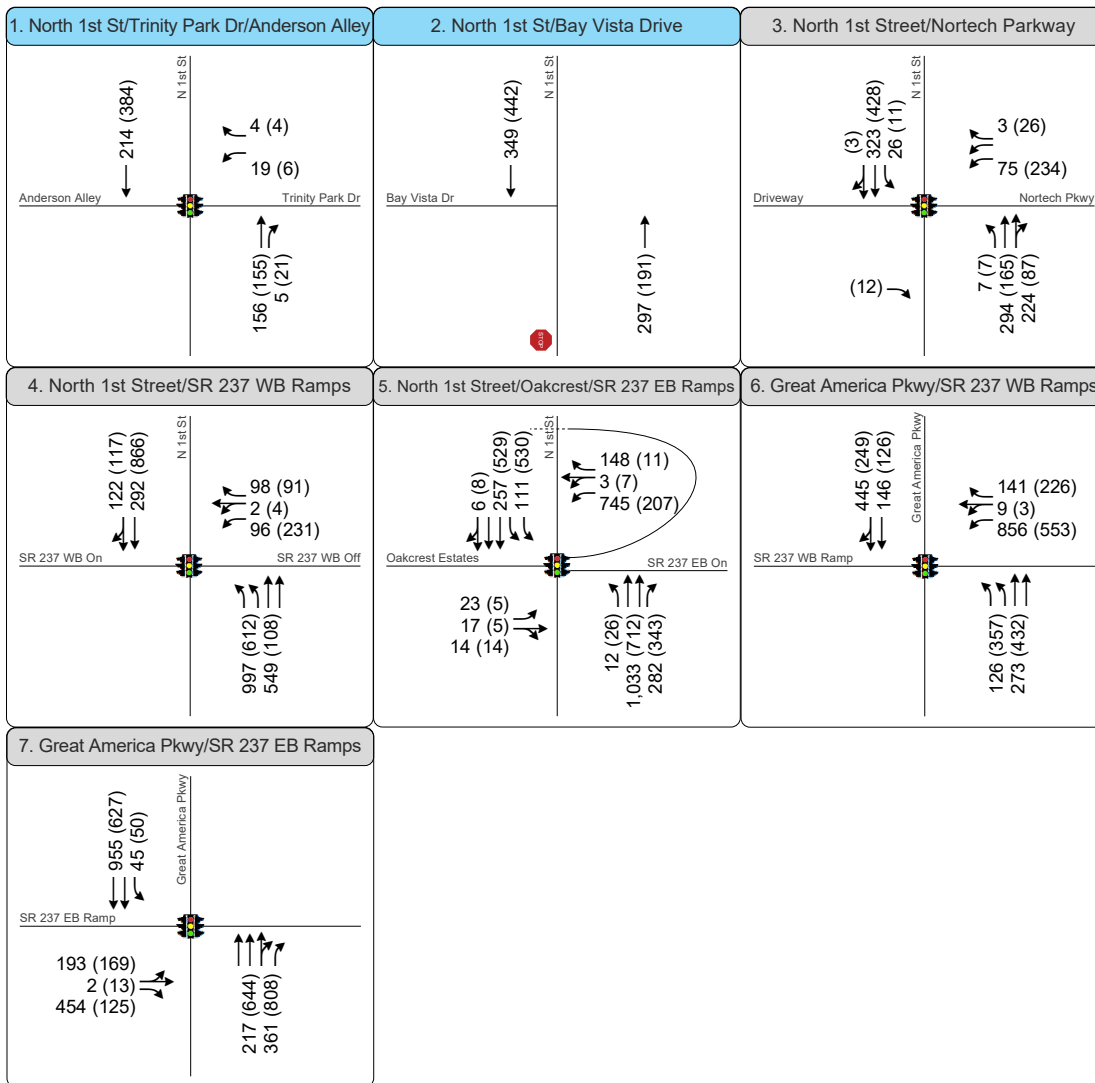 1. North 1st St/Trinity Park Dr/Anderson Alley
N 1st St
214 (384)
4 (4)
19 (6)
Anderson Alley
Trinity Park Dr
156 (155)
5 (21)
2. North 1st St/Bay Vista Drive
N 1st St
349 (442)
Bay Vista Dr
297 (191)
STOP
3. North 1st Street/Nortech Parkway
N 1st St
(3)
323 (428)
26 (11)
3 (26)
75 (234)
Driveway
Nortech Pkwy
(12)
7 (7)
294 (165)
224 (87)
4. North 1st Street/SR 237 WB Ramps
N 1st St
122 (117)
292 (866)
98 (91)
2 (4)
96 (231)
SR 237 WB On
SR 237 WB Off
997 (612)
549 (108)
5. North 1st Street/Oakcrest/SR 237 EB Ramps
N 1st St
6 (8)
257 (529)
111 (530)
148 (11)
3 (7)
745 (207)
Oakcrest Estates
SR 237 EB On
23 (5)
17 (5)
14 (14)
12 (26)
1,033 (712)
282 (343)
6. Great America Pkwy/SR 237 WB Ramps
Great America Pkwy
445 (249)
146 (126)
141 (226)
9 (3)
856 (553)
SR 237 WB Ramp
126 (357)
273 (432)
7. Great America Pkwy/SR 237 EB Ramps
Great America Pkwy
955 (627)
45 (50)
SR 237 EB Ramp
193 (169)
2 (13)
454 (125)
217 (644)
361 (808)